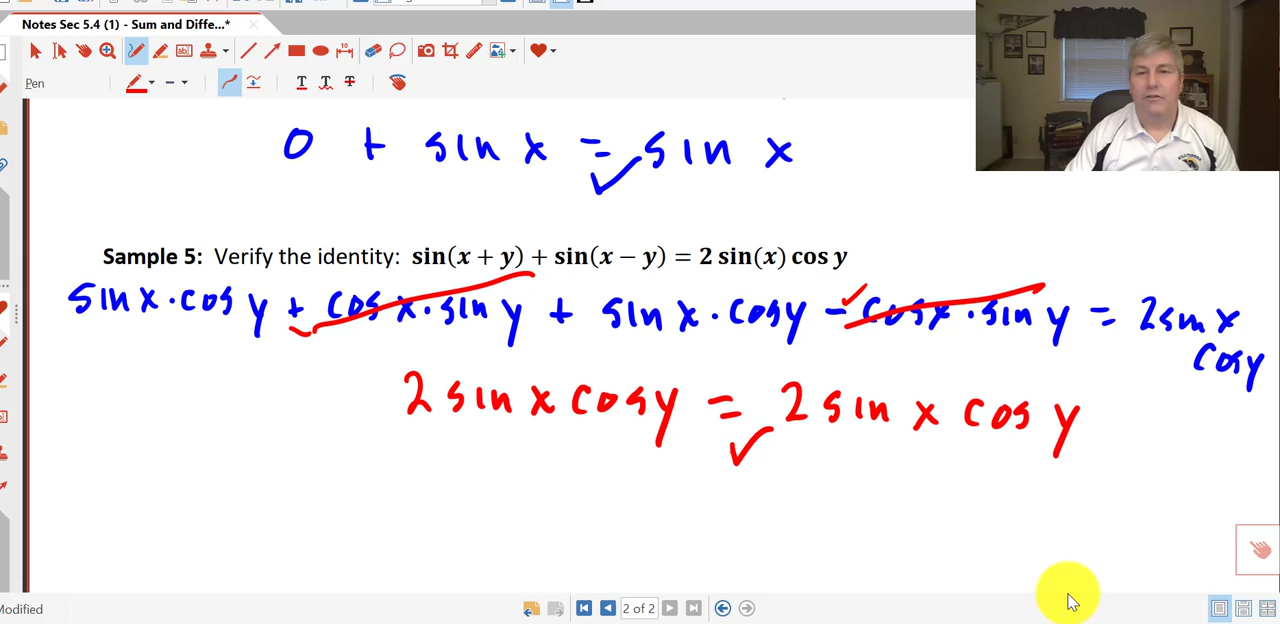 Notes Sec 5.4 (1) - Sum and Differe...*
Pen
0 + sin x = sin x
Sample 5: Verify the identity: sin(x + y) + sin(x − y) = 2 sin(x) cos y
sin x · cos y + cos x · sin y + sin x · cos y − cos x · sin y = 2 sin x
cos y
2 sin x cos y = 2 sin x cos y
Modified
2 of 2